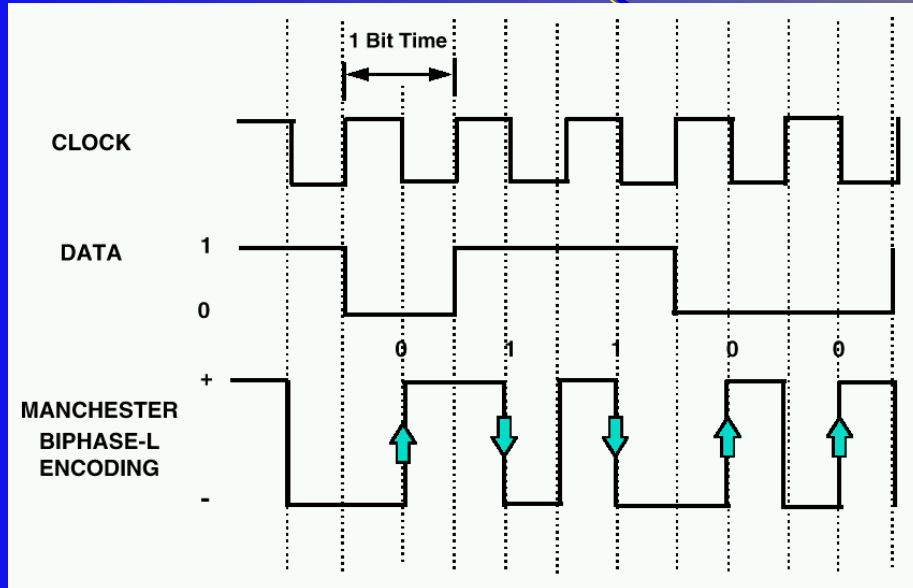 1 Bit Time
CLOCK
DATA
1
0
0 1 1 0 0
+
MANCHESTER
BIPHASE-L
ENCODING
-